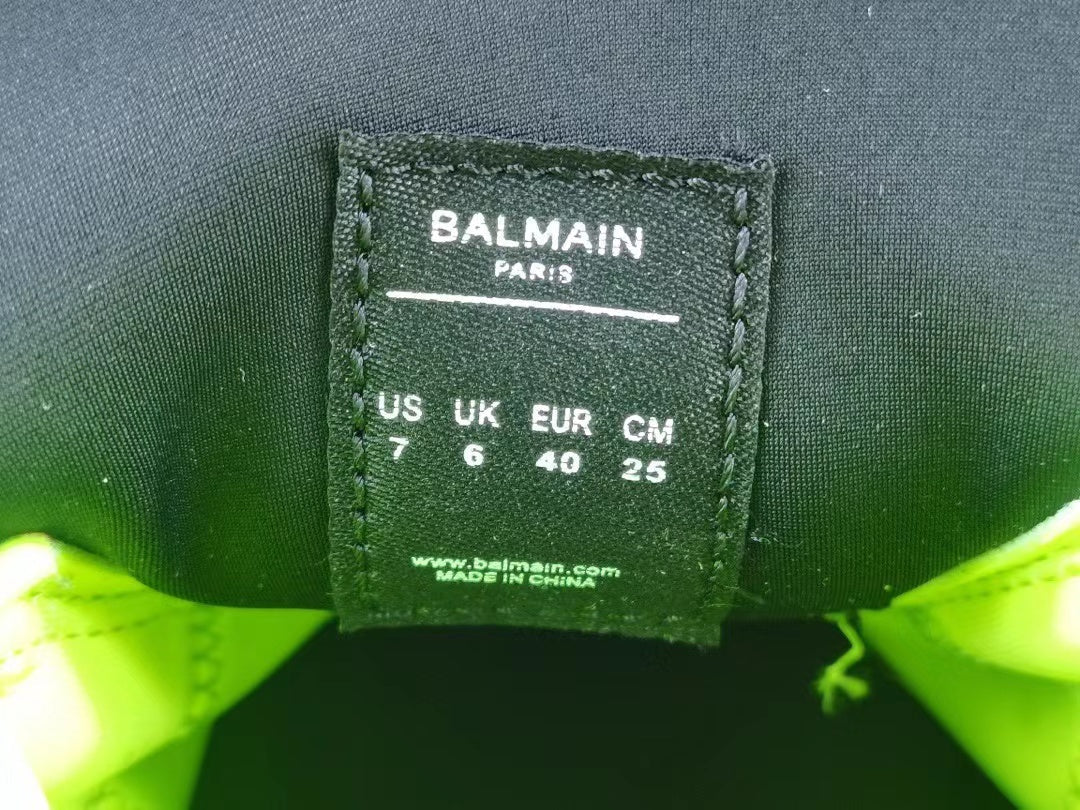 BALMAIN
PARIS
US UK EUR CM
7 6 40 25
www.balmain.com
MADE IN CHINA